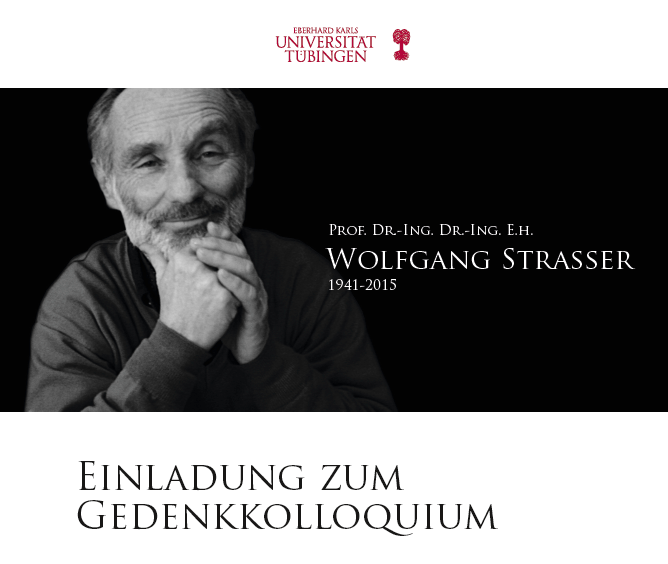 EBERHARD KARLS
UNIVERSITÄT
TÜBINGEN
PROF. DR.-ING. DR.-ING. E.H.
WOLFGANG STRASSER
1941-2015
EINLADUNG ZUM
GEDENKKOLLOQUIUM